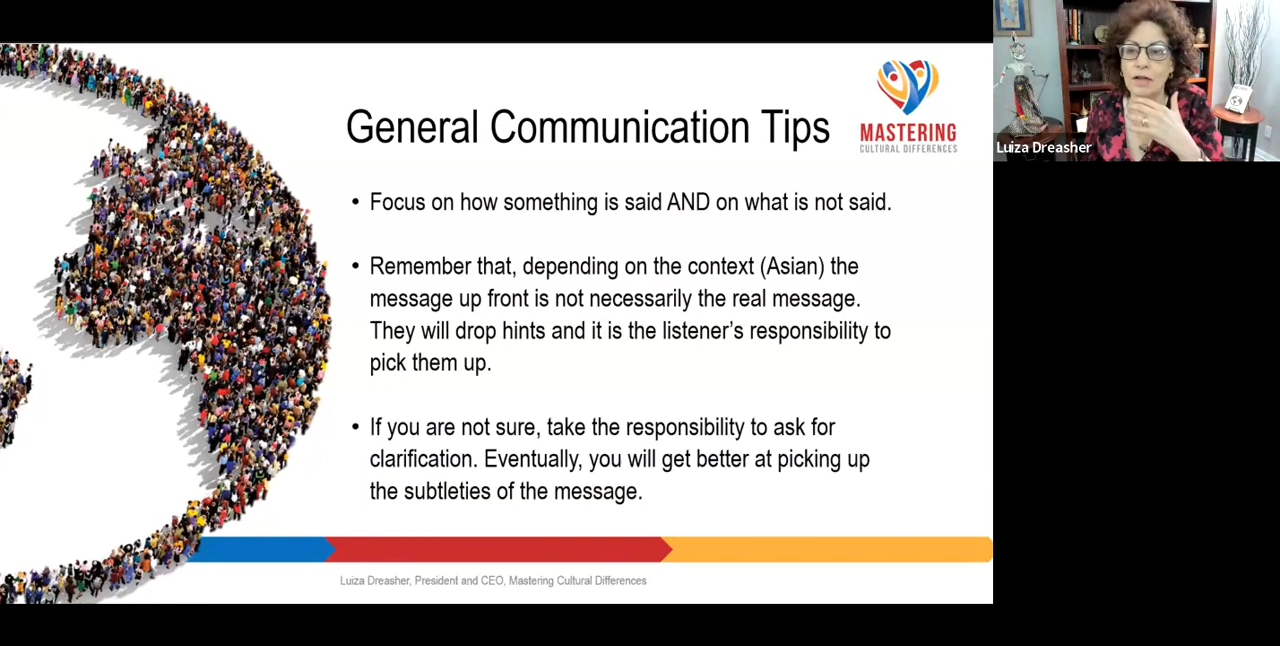 General Communication Tips
MASTERING
CULTURAL DIFFERENCES
Luiza Dreasher
• Focus on how something is said AND on what is not said.
• Remember that, depending on the context (Asian) the
message up front is not necessarily the real message.
They will drop hints and it is the listener's responsibility to
pick them up.
• If you are not sure, take the responsibility to ask for
clarification. Eventually, you will get better at picking up
the subtleties of the message.
Luiza Dreasher, President and CEO, Mastering Cultural Differences